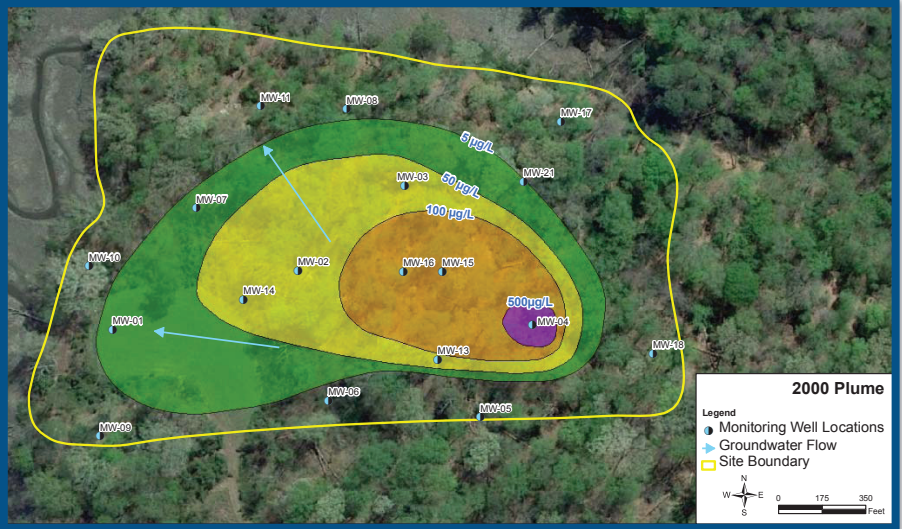 MW-11
MW-08
MW-17
5 µg/L
MW-03
50 µg/L
MW-21
MW-07
100 µg/L
MW-10
MW-02
MW-16
MW-15
MW-14
500µg/L
MW-01
MW-04
MW-13
MW-18
MW-06
MW-05
MW-09
2000 Plume
Legend
Monitoring Well Locations
Groundwater Flow
Site Boundary
N
W E
S
0 175 350
Feet